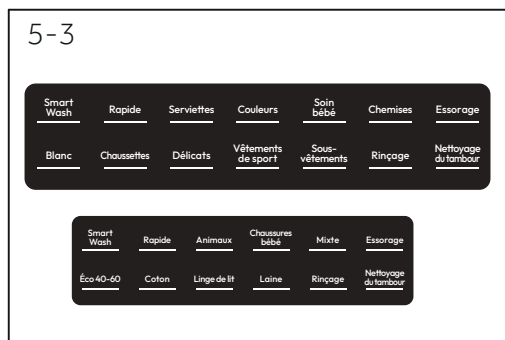 5-3
Smart Wash Rapide Serviettes Couleurs Soin bébé Chemises Essorage
Blanc Chaussettes Délicats Vêtements de sport Sous-vêtements Rinçage Nettoyage du tambour
Smart Wash Rapide Animaux Chaussures bébé Mixte Essorage
Éco 40-60 Coton Linge de lit Laine Rinçage Nettoyage du tambour